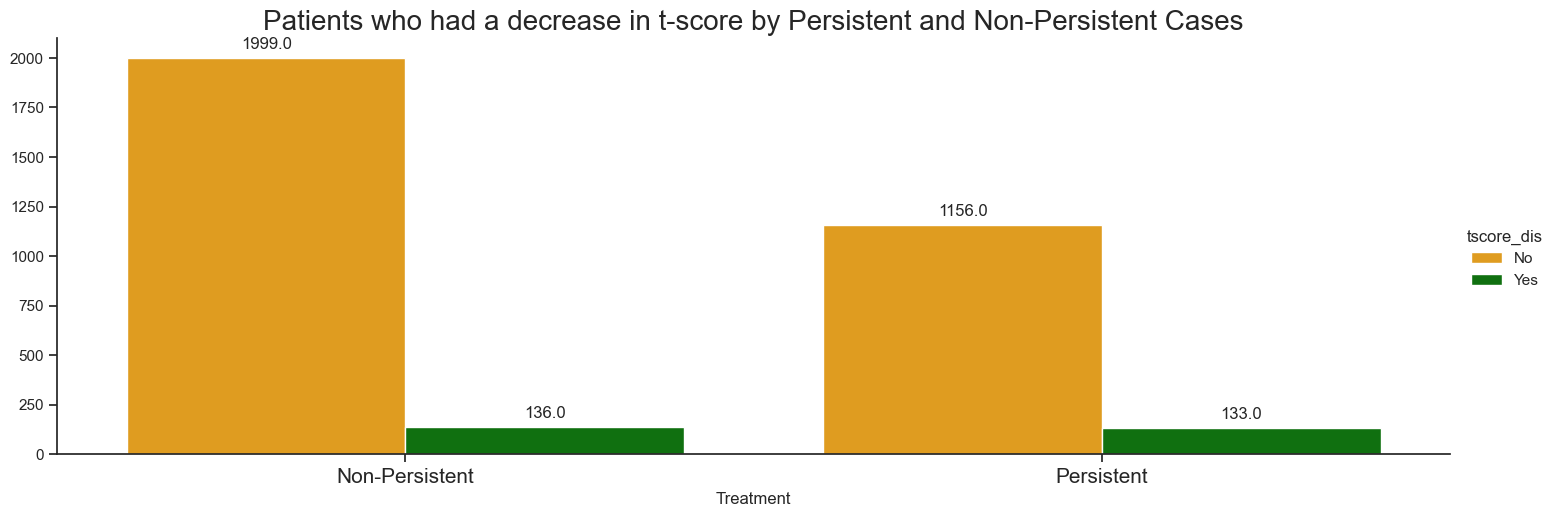 Patients who had a decrease in t-score by Persistent and Non-Persistent Cases
1999.0
2000
1750
1500
1250
1156.0
1000
750
500
250
136.0
133.0
0
tscore_dis
No
Yes
Non-Persistent
Persistent
Treatment